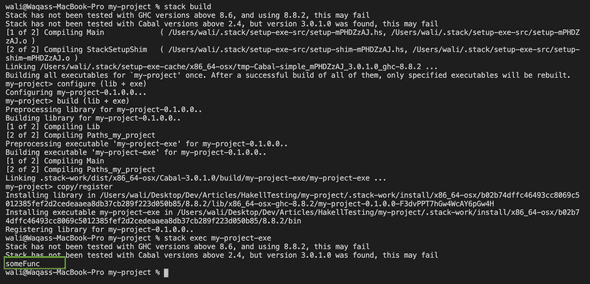 wali@Waqass-MacBook-Pro my-project % stack build
Stack has not been tested with GHC versions above 8.6, and using 8.8.2, this may fail
Stack has not been tested with Cabal versions above 2.4, but version 3.0.1.0 was found, this may fail
[1 of 2] Compiling Main             ( /Users/wali/.stack/setup-exe-src/setup-mPHDZzAJ.hs, /Users/wali/.stack/setup-exe-src/setup-mPHDZ
zAJ.o )
[2 of 2] Compiling StackSetupShim   ( /Users/wali/.stack/setup-exe-src/setup-shim-mPHDZzAJ.hs, /Users/wali/.stack/setup-exe-src/setup-
shim-mPHDZzAJ.o )
Linking /Users/wali/.stack/setup-exe-cache/x86_64-osx/tmp-Cabal-simple_mPHDZzAJ_3.0.1.0_ghc-8.8.2 ...
Building all executables for `my-project' once. After a successful build of all of them, only specified executables will be rebuilt.
my-project> configure (lib + exe)
Configuring my-project-0.1.0.0...
my-project> build (lib + exe)
Preprocessing library for my-project-0.1.0.0..
Building library for my-project-0.1.0.0..
[1 of 2] Compiling Lib
[2 of 2] Compiling Paths_my_project
Preprocessing executable 'my-project-exe' for my-project-0.1.0.0..
Building executable 'my-project-exe' for my-project-0.1.0.0..
[1 of 2] Compiling Main
[2 of 2] Compiling Paths_my_project
Linking .stack-work/dist/x86_64-osx/Cabal-3.0.1.0/build/my-project-exe/my-project-exe ...
my-project> copy/register
Installing library in /Users/wali/Desktop/Dev/Articles/HakellTesting/my-project/.stack-work/install/x86_64-osx/b02b74dffc46493cc8069c5
012385fef2d2cedeaaea8db37cb289f223d050b85/8.8.2/lib/x86_64-osx-ghc-8.8.2/my-project-0.1.0.0-F3dvPPT7hGw4WcAY6pGw4H
Installing executable my-project-exe in /Users/wali/Desktop/Dev/Articles/HakellTesting/my-project/.stack-work/install/x86_64-osx/b02b7
4dffc46493cc8069c5012385fef2d2cedeaaea8db37cb289f223d050b85/8.8.2/bin
Registering library for my-project-0.1.0.0..
wali@Waqass-MacBook-Pro my-project % stack exec my-project-exe
Stack has not been tested with GHC versions above 8.6, and using 8.8.2, this may fail
Stack has not been tested with Cabal versions above 2.4, but version 3.0.1.0 was found, this may fail
someFunc
wali@Waqass-MacBook-Pro my-project %